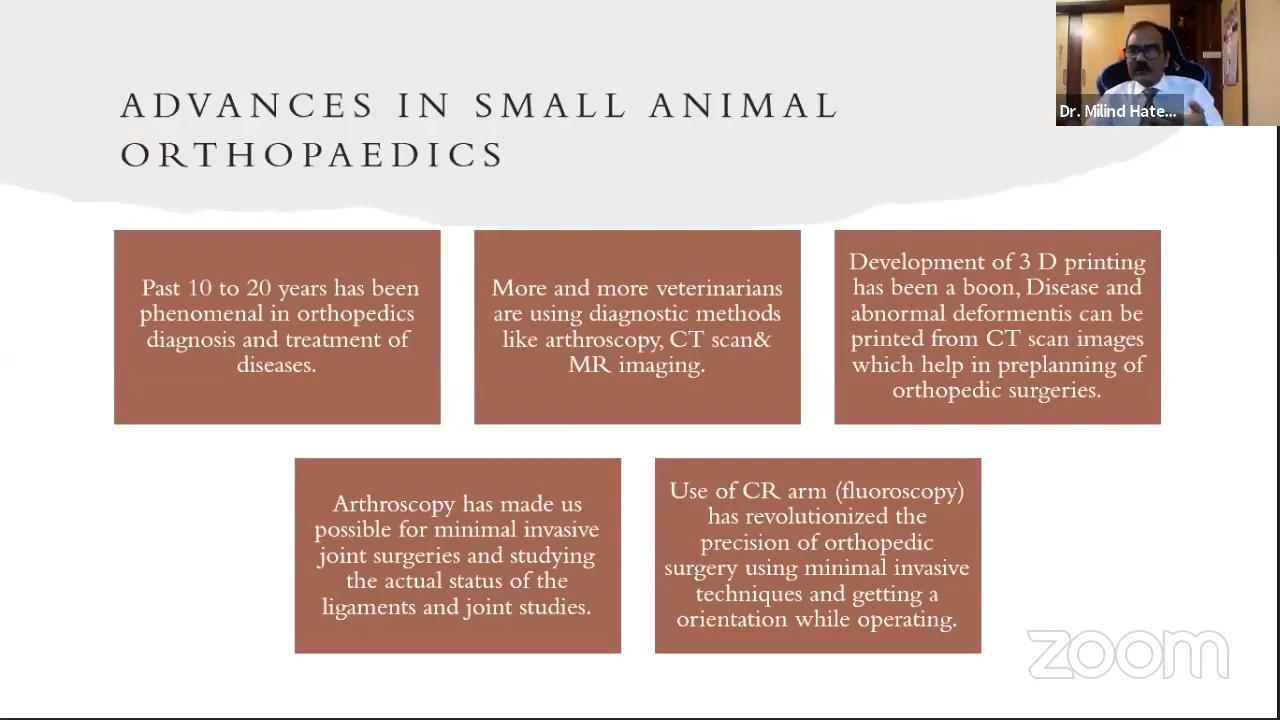 ADVANCES IN SMALL ANIMAL
ORTHOPAEDICS
Dr. Milind Hate...
Past 10 to 20 years has been
phenomenal in orthopedics
diagnosis and treatment of
diseases.
More and more veterinarians
are using diagnostic methods
like arthroscopy, CT scan&
MR imaging.
Development of 3 D printing
has been a boon, Disease and
abnormal deformentis can be
printed from CT scan images
which help in preplanning of
orthopedic surgeries.
Arthroscopy has made us
possible for minimal invasive
joint surgeries and studying
the actual status of the
ligaments and joint studies.
Use of CR arm (fluoroscopy)
has revolutionized the
precision of orthopedic
surgery using minimal invasive
techniques and getting a
orientation while operating.
zoom